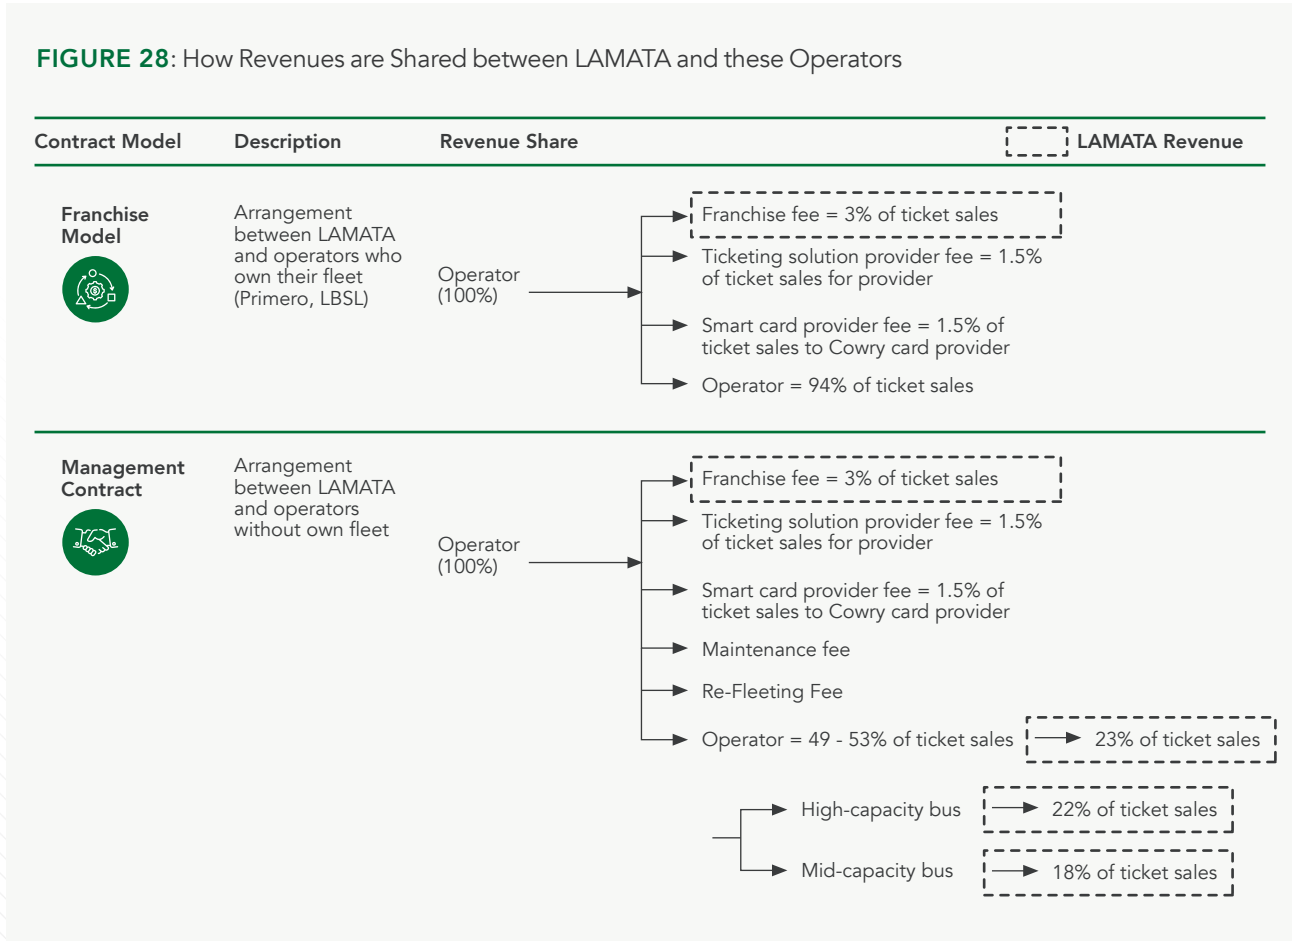 FIGURE 28: How Revenues are Shared between LAMATA and these Operators
Contract Model
Description
Revenue Share
LAMATA Revenue
Franchise
Model
Arrangement
between LAMATA
and operators who
own their fleet
(Primero, LBSL)
Operator
(100%)
Franchise fee = 3% of ticket sales
Ticketing solution provider fee = 1.5%
of ticket sales for provider
Smart card provider fee = 1.5% of
ticket sales to Cowry card provider
Operator = 94% of ticket sales
Management
Contract
Arrangement
between LAMATA
and operators
without own fleet
Operator
(100%)
Franchise fee = 3% of ticket sales
Ticketing solution provider fee = 1.5%
of ticket sales for provider
Smart card provider fee = 1.5% of
ticket sales to Cowry card provider
Maintenance fee
Re-Fleeting Fee
Operator = 49 - 53% of ticket sales
23% of ticket sales
High-capacity bus
22% of ticket sales
Mid-capacity bus
18% of ticket sales